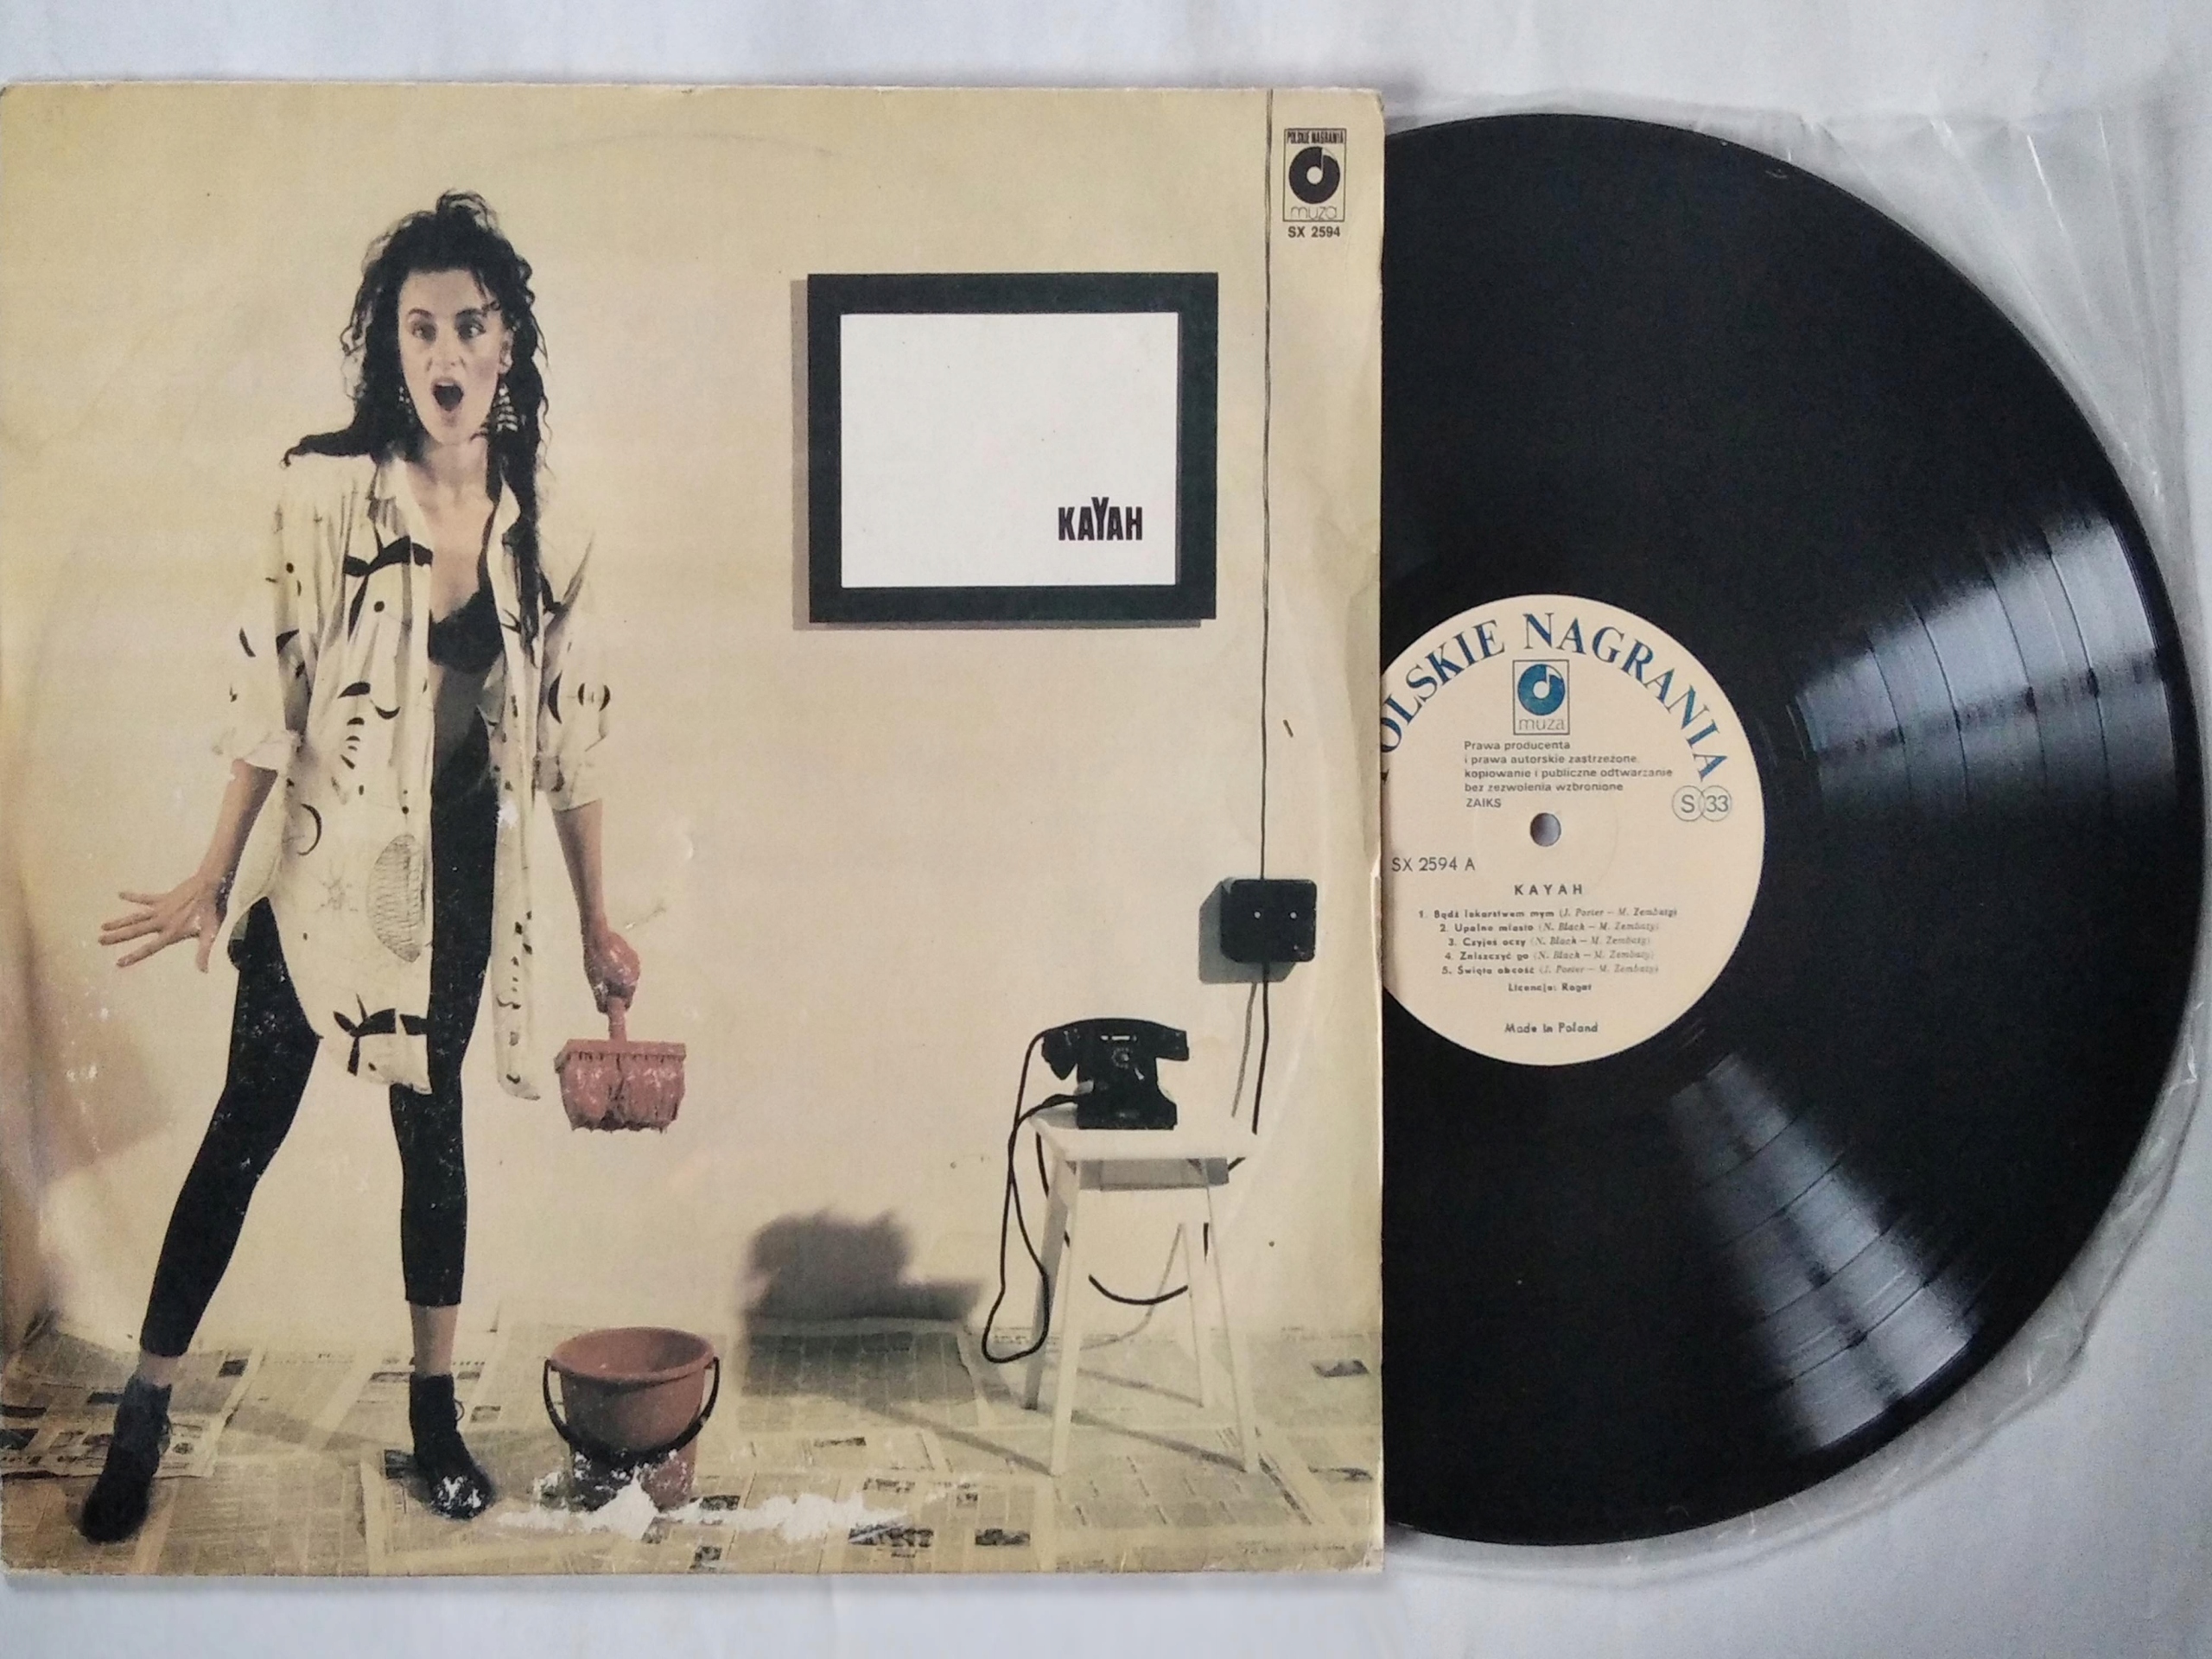 POLSKIE NAGRANIA
muza
SX 2594
KAYAH
OLSKIE NAGRANIA
muza
Prawa producenta
i prawa autorskie zastrzeżone,
kopiowanie i publiczne odtwarzanie
bez zezwolenia wzbronione
ZAIKS
S 33
SX 2594 A
KAYAH
1. Bądź lekarstwem mym (J. Porter — M. Zembaty)
2. Upalne miasto (N. Black — M. Zembaty)
3. Czyjeś oczy (N. Black — M. Zembaty)
4. Zniszczyć go (N. Black — M. Zembaty)
5. Święta obcość (J. Porter — M. Zembaty)
Licencja: Rogot
Made in Poland